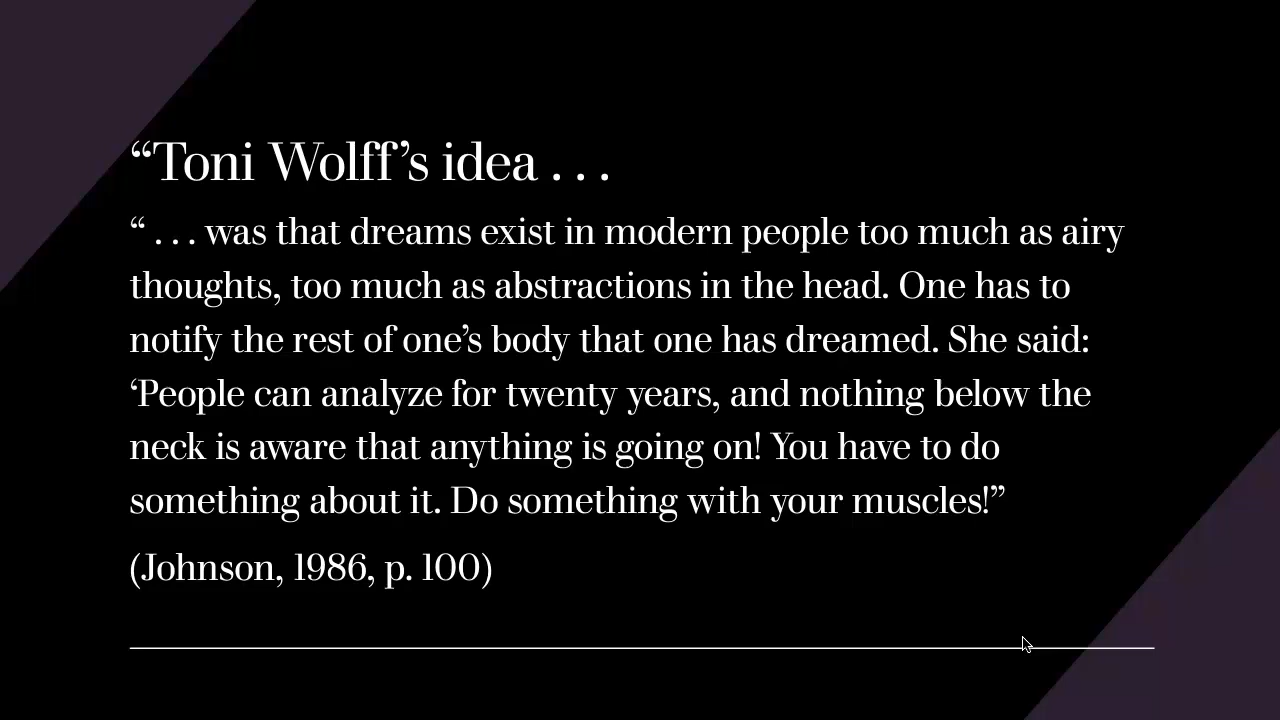 “Toni Wolff’s idea . . .
“ . . . was that dreams exist in modern people too much as airy
thoughts, too much as abstractions in the head. One has to
notify the rest of one’s body that one has dreamed. She said:
‘People can analyze for twenty years, and nothing below the
neck is aware that anything is going on! You have to do
something about it. Do something with your muscles!”
(Johnson, 1986, p. 100)